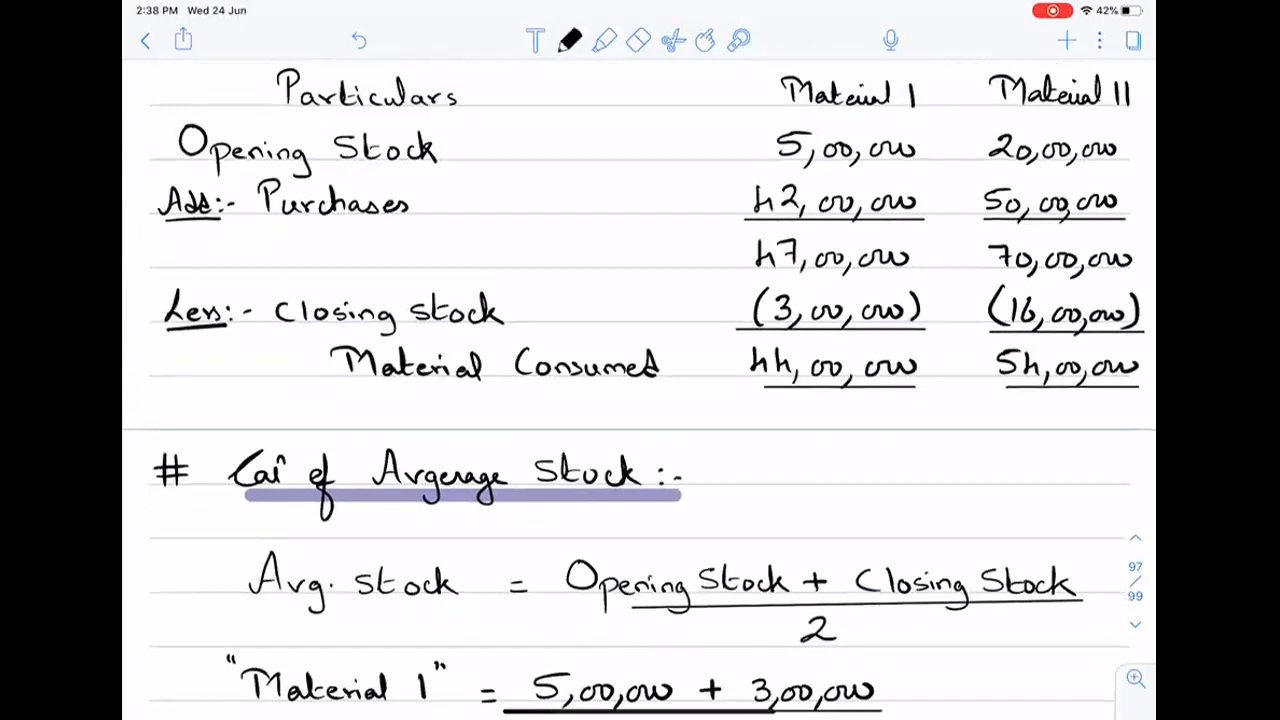 2:38 PM Wed 24 Jun 42%
Particulars Material I Material II
Opening Stock 5,00,000 20,00,000
Add:- Purchases 42,00,000 50,00,000
47,00,000 70,00,000
Less:- Closing stock (3,00,000) (16,00,000)
Material Consumed 44,00,000 54,00,000
# Caln of Avgerage Stock:-
Avg. stock = Opening Stock + Closing Stock
2
97
/
99
"Material 1" = 5,00,000 + 3,00,000